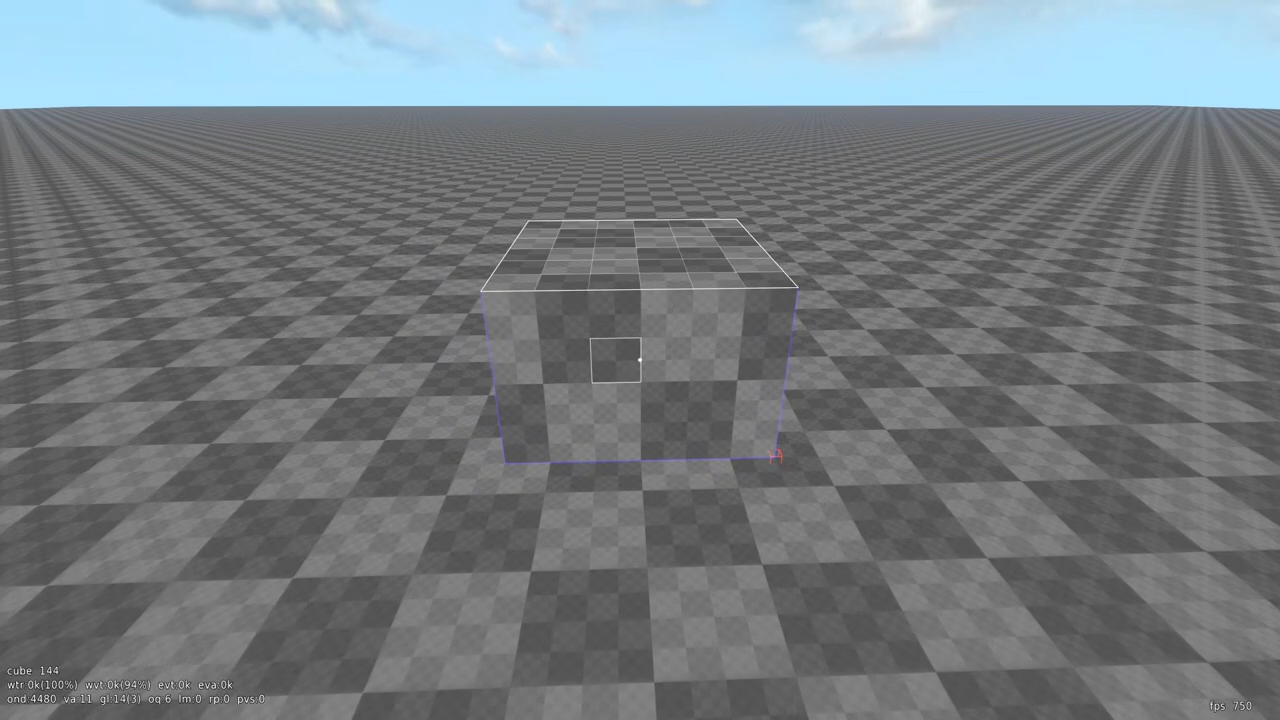 cube 144
wtr:0k(100%) wvt:0k(94%) evt:0k eva:0k
ond:4480 va:11 gl:14(3) oq:6 lm:0 rp:0 pvs:0
fps 750